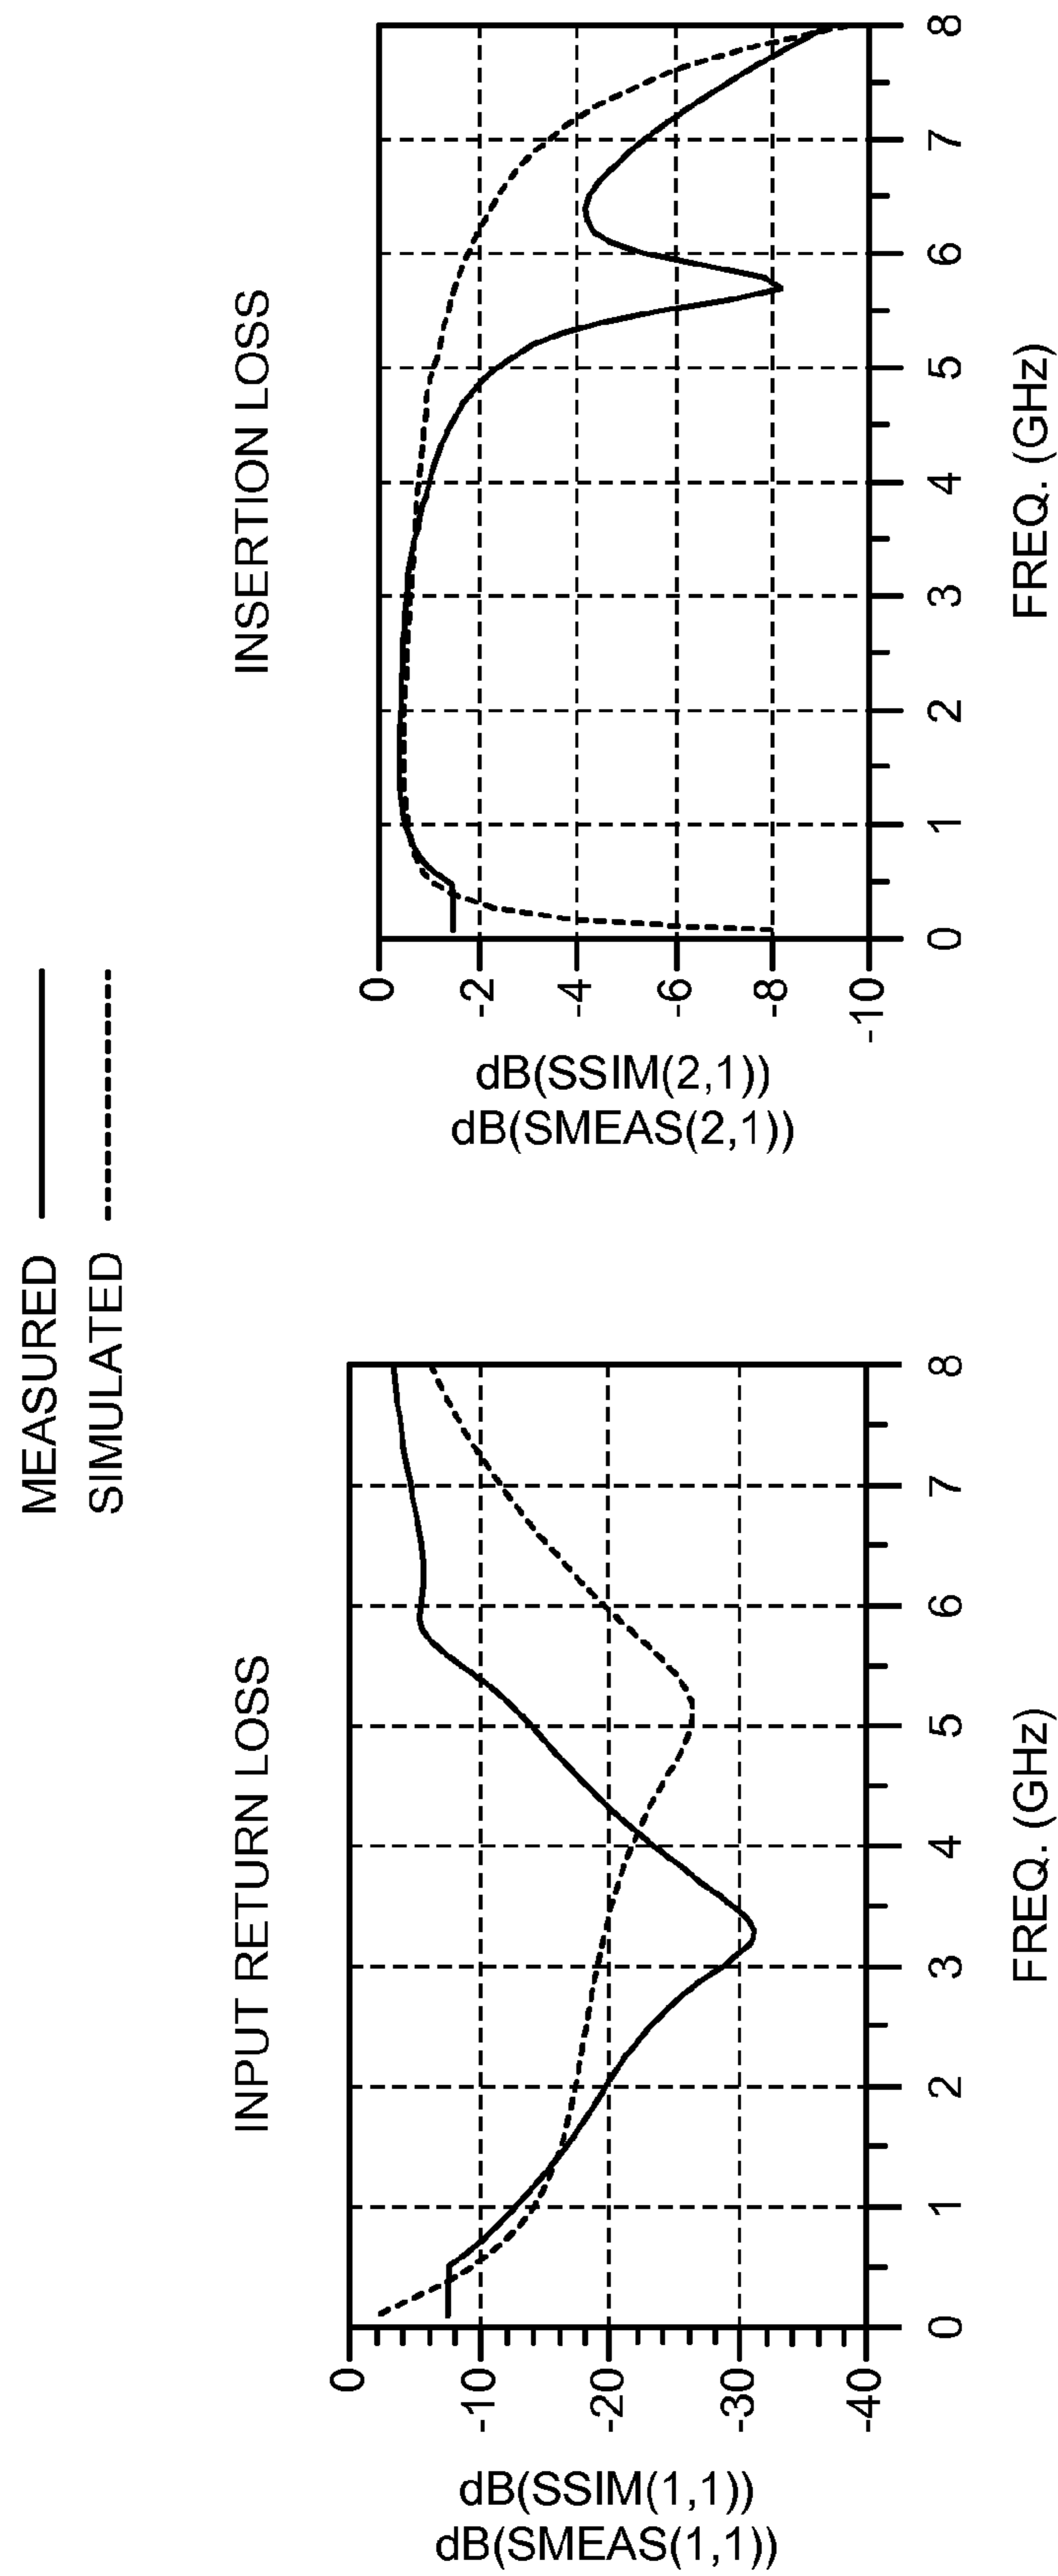 MEASURED
SIMULATED
INPUT RETURN LOSS
dB(SSIM(1,1))
dB(SMEAS(1,1))
0
-10
-20
-30
-40
0 1 2 3 4 5 6 7 8
FREQ. (GHz)
INSERTION LOSS
dB(SSIM(2,1))
dB(SMEAS(2,1))
0
-2
-4
-6
-8
-10
0 1 2 3 4 5 6 7 8
FREQ. (GHz)